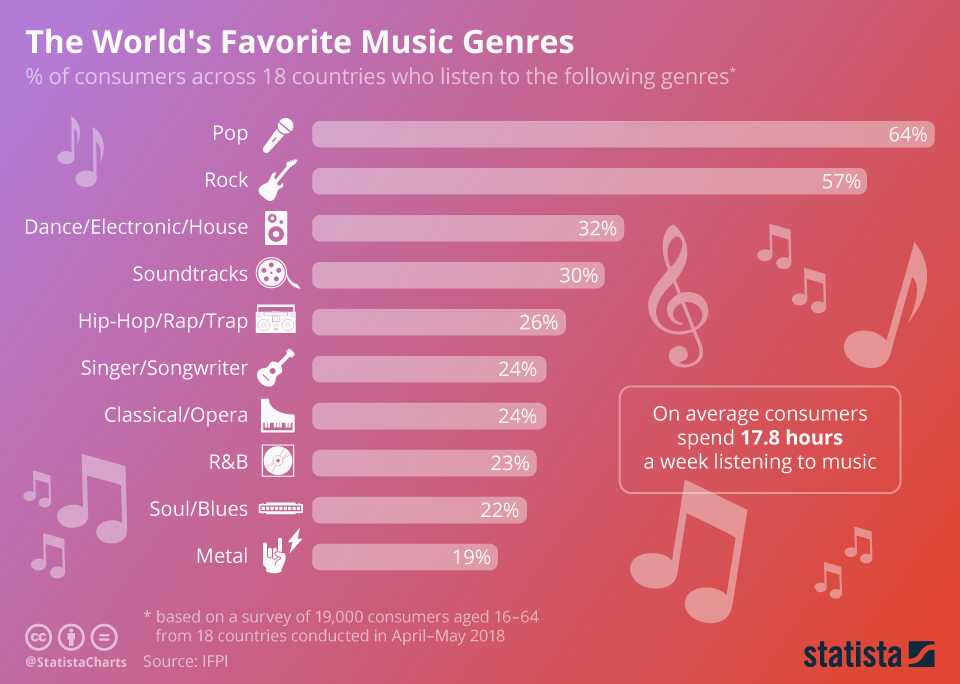 The World's Favorite Music Genres
% of consumers across 18 countries who listen to the following genres*
Pop 64%
Rock 57%
Dance/Electronic/House 32%
Soundtracks 30%
Hip-Hop/Rap/Trap 26%
Singer/Songwriter 24%
Classical/Opera 24%
R&B 23%
Soul/Blues 22%
Metal 19%
On average consumers
spend 17.8 hours
a week listening to music
* based on a survey of 19,000 consumers aged 16–64
from 18 countries conducted in April–May 2018
cc
@StatistaCharts
Source: IFPI
statista